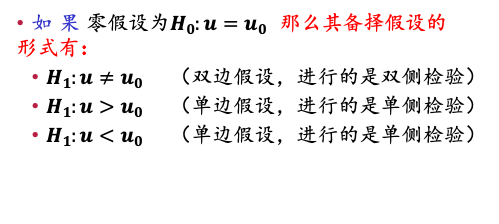 • 如 果 零假设为H₀: u = u₀ 那么其备择假设的
形式有：
• H₁: u ≠ u₀ （双边假设，进行的是双侧检验）
• H₁: u > u₀ （单边假设，进行的是单侧检验）
• H₁: u < u₀ （单边假设，进行的是单侧检验）